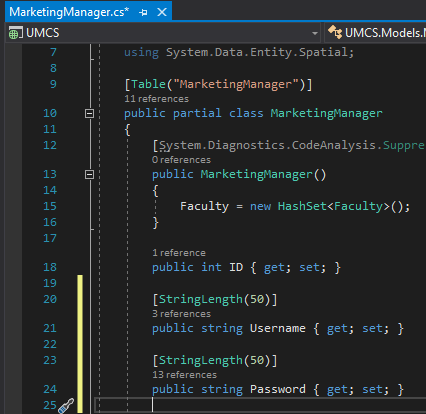 MarketingManager.cs*
UMCS
UMCS.Models.M
7 using System.Data.Entity.Spatial;
8
9 [Table("MarketingManager")]
11 references
10 public partial class MarketingManager
11 {
12 [System.Diagnostics.CodeAnalysis.Suppre
0 references
13 public MarketingManager()
14 {
15 Faculty = new HashSet<Faculty>();
16 }
17
1 reference
18 public int ID { get; set; }
19
20 [StringLength(50)]
3 references
21 public string Username { get; set; }
22
23 [StringLength(50)]
13 references
24 public string Password { get; set; }
25